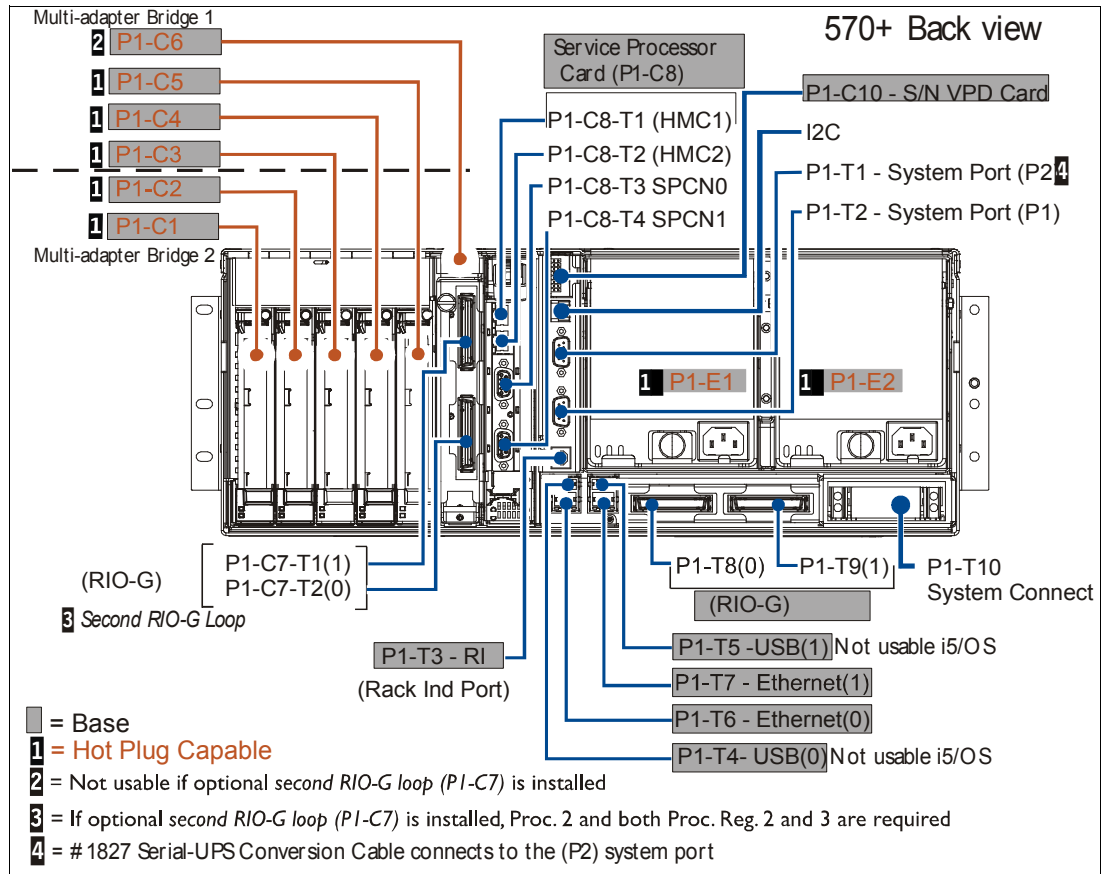 Multi-adapter Bridge 1
570+ Back view
2 P1-C6
1 P1-C5
1 P1-C4
1 P1-C3
1 P1-C2
1 P1-C1
Multi-adapter Bridge 2
Service Processor
Card (P1-C8)
P1-C8-T1 (HMC1)
P1-C8-T2 (HMC2)
P1-C8-T3 SPCN0
P1-C8-T4 SPCN1
P1-C10 - S/N VPD Card
I2C
P1-T1 - System Port (P2 4
P1-T2 - System Port (P1)
1 P1-E1
1 P1-E2
(RIO-G)
P1-C7-T1(1)
P1-C7-T2(0)
3 Second RIO-G Loop
P1-T8(0)
P1-T9(1)
(RIO-G)
P1-T10
System Connect
P1-T3 - RI
(Rack Ind Port)
P1-T5 -USB(1) Not usable i5/OS
P1-T7 - Ethernet(1)
P1-T6 - Ethernet(0)
P1-T4- USB(0) Not usable i5/OS
= Base
1 = Hot Plug Capable
2 = Not usable if optional second RIO-G loop (P1-C7) is installed
3 = If optional second RIO-G loop (P1-C7) is installed, Proc. 2 and both Proc. Reg. 2 and 3 are required
4 = #1827 Serial-UPS Conversion Cable connects to the (P2) system port